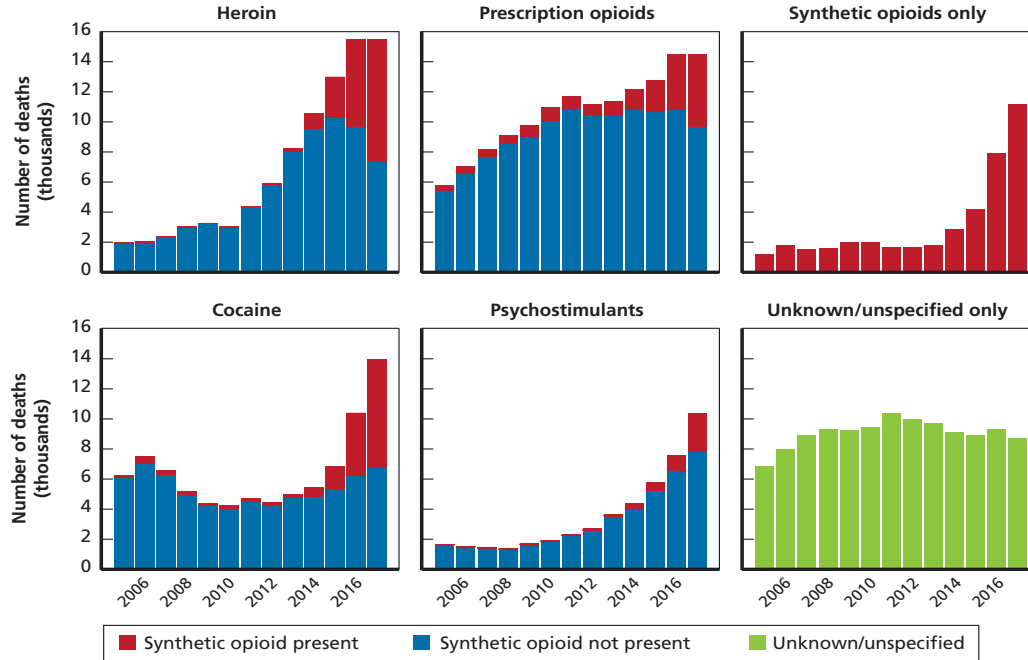 Heroin
Prescription opioids
Synthetic opioids only
Number of deaths
(thousands)
16
14
12
10
8
6
4
2
0
Cocaine
Psychostimulants
Unknown/unspecified only
Number of deaths
(thousands)
16
14
12
10
8
6
4
2
0
2006 2008 2010 2012 2014 2016
2006 2008 2010 2012 2014 2016
2006 2008 2010 2012 2014 2016
Synthetic opioid present Synthetic opioid not present Unknown/unspecified